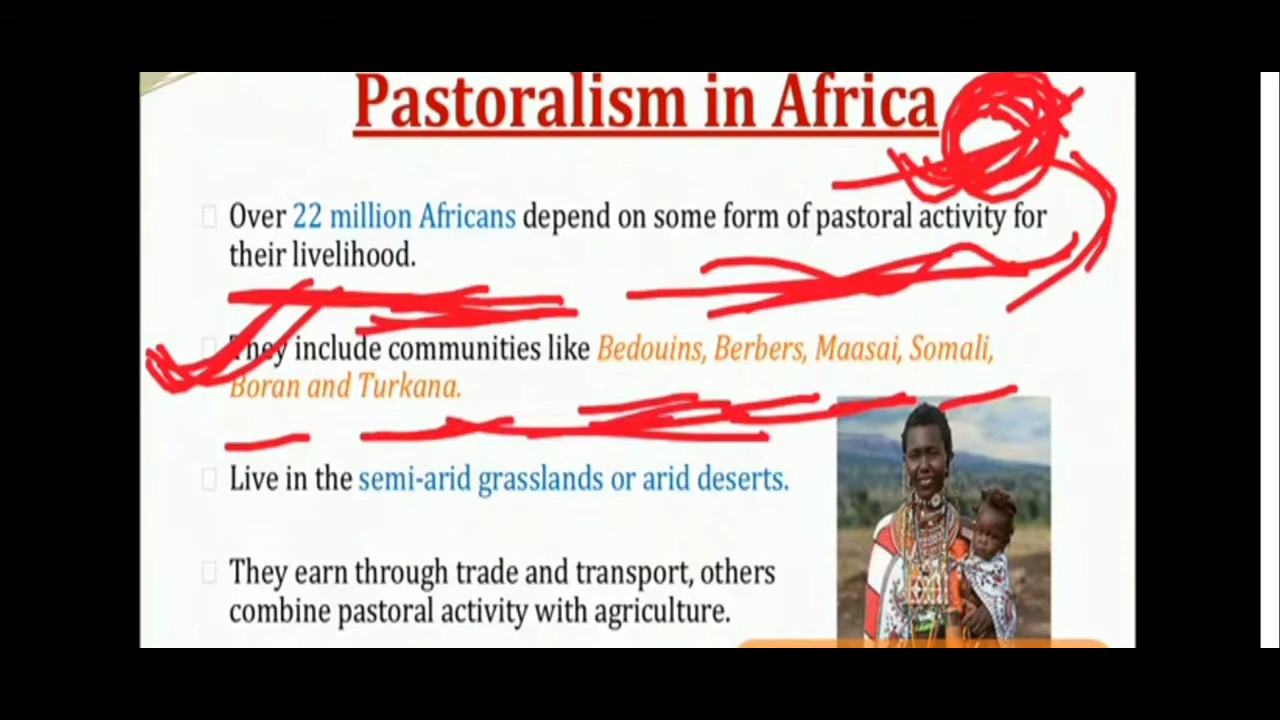 Pastoralism in Africa
Over 22 million Africans depend on some form of pastoral activity for
their livelihood.
They include communities like Bedouins, Berbers, Maasai, Somali,
Boran and Turkana.
Live in the semi-arid grasslands or arid deserts.
They earn through trade and transport, others
combine pastoral activity with agriculture.